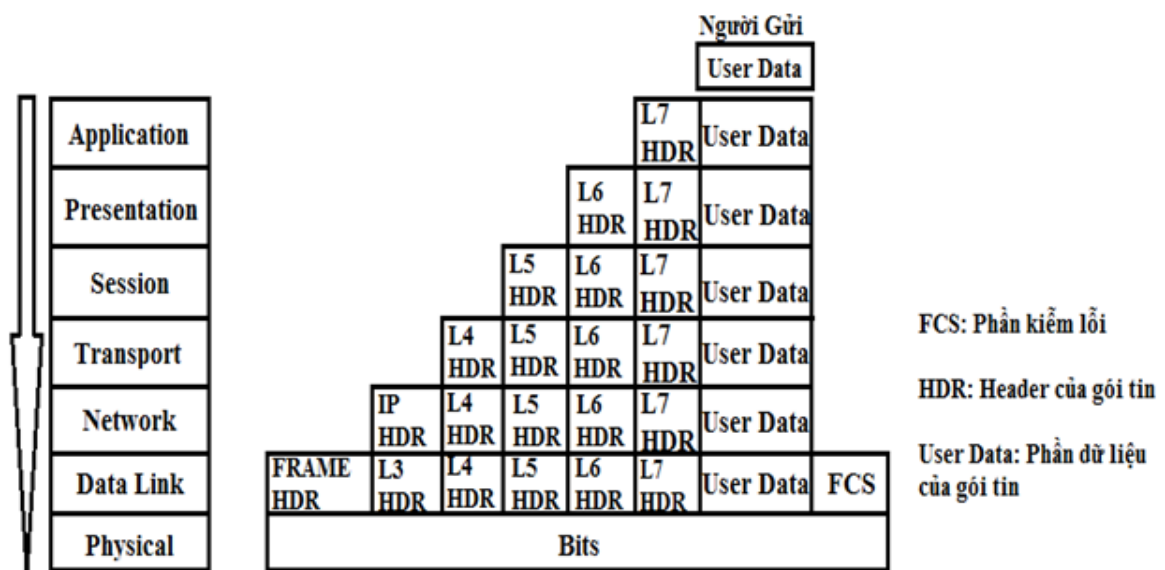 Người Gửi
User Data
Application
L7
HDR
User Data
Presentation
L6
HDR
L7
HDR
User Data
Session
L5
HDR
L6
HDR
L7
HDR
User Data
Transport
L4
HDR
L5
HDR
L6
HDR
L7
HDR
User Data
Network
IP
HDR
L4
HDR
L5
HDR
L6
HDR
L7
HDR
User Data
Data Link
FRAME
HDR
L3
HDR
L4
HDR
L5
HDR
L6
HDR
L7
HDR
User Data
FCS
Physical
Bits
FCS: Phần kiểm lỗi
HDR: Header của gói tin
User Data: Phần dữ liệu
của gói tin